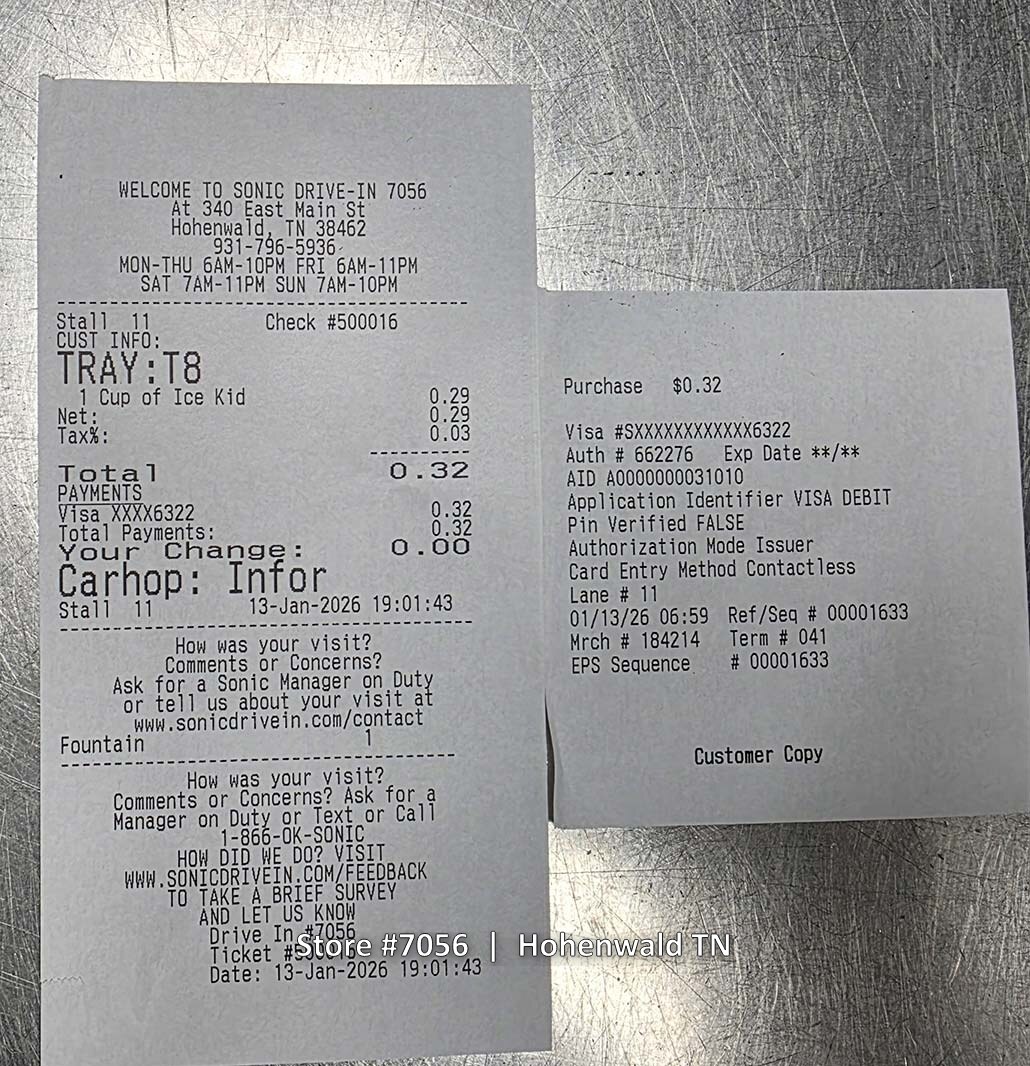 WELCOME TO SONIC DRIVE-IN 7056
At 340 East Main St
Hohenwald, TN 38462
931-796-5936
MON-THU 6AM-10PM FRI 6AM-11PM
SAT 7AM-11PM SUN 7AM-10PM
Stall 11 Check #500016
CUST INFO:
TRAY:T8
1 Cup of Ice Kid 0.29
Net: 0.29
Tax%: 0.03
Total 0.32
PAYMENTS
Visa XXXX6322 0.32
Total Payments: 0.32
Your Change: 0.00
Carhop: Infor
Stall 11 13-Jan-2026 19:01:43
How was your visit?
Comments or Concerns?
Ask for a Sonic Manager on Duty
or tell us about your visit at
www.sonicdrivein.com/contact
Fountain 1
How was your visit?
Comments or Concerns? Ask for a
Manager on Duty or Text or Call
1-866-OK-SONIC
HOW DID WE DO? VISIT
WWW.SONICDRIVEIN.COM/FEEDBACK
TO TAKE A BRIEF SURVEY
AND LET US KNOW
Drive In #7056
Ticket
Date: 13-Jan-2026 19:01:43
Purchase $0.32
Visa #SXXXXXXXXXXXX6322
Auth # 662276 Exp Date **/**
AID A0000000031010
Application Identifier VISA DEBIT
Pin Verified FALSE
Authorization Mode Issuer
Card Entry Method Contactless
Lane # 11
01/13/26 06:59 Ref/Seq # 00001633
Mrch # 184214 Term # 041
EPS Sequence # 00001633
Customer Copy
Store #7056 | Hohenwald TN